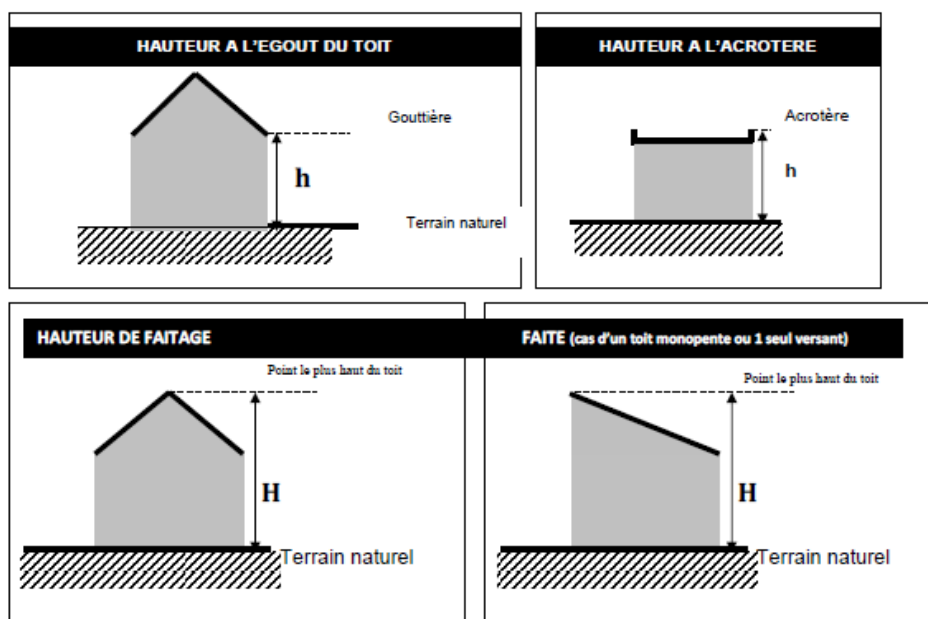 HAUTEUR A L'EGOUT DU TOIT
Gouttière
h
Terrain naturel
HAUTEUR A L'ACROTERE
Acrotère
h
HAUTEUR DE FAITAGE
Point le plus haut du toit
H
Terrain naturel
FAITE (cas d'un toit monopente ou 1 seul versant)
Point le plus haut du toit
H
Terrain naturel